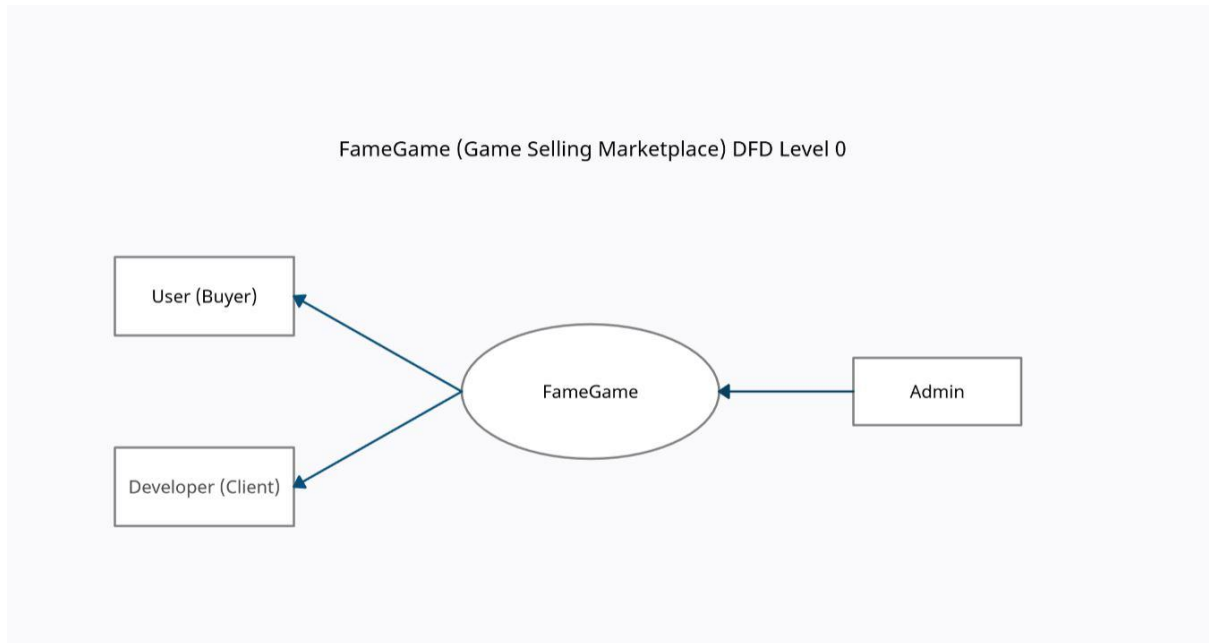 FameGame (Game Selling Marketplace) DFD Level 0
User (Buyer)
FameGame
Admin
Developer (Client)